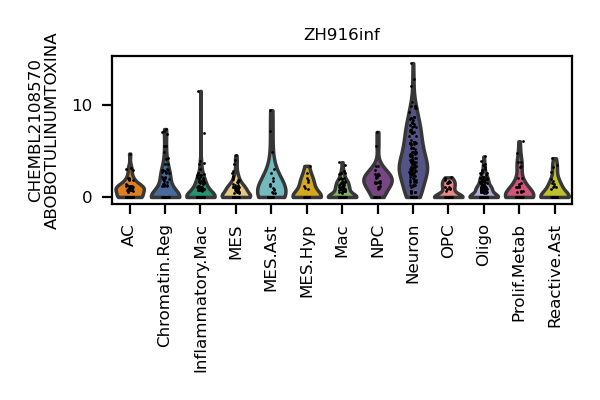 ZH916inf
CHEMBL2108570
ABOBOTULINUMTOXINA
10
0
AC
Chromatin.Reg
Inflammatory.Mac
MES
MES.Ast
MES.Hyp
Mac
NPC
Neuron
OPC
Oligo
Prolif.Metab
Reactive.Ast